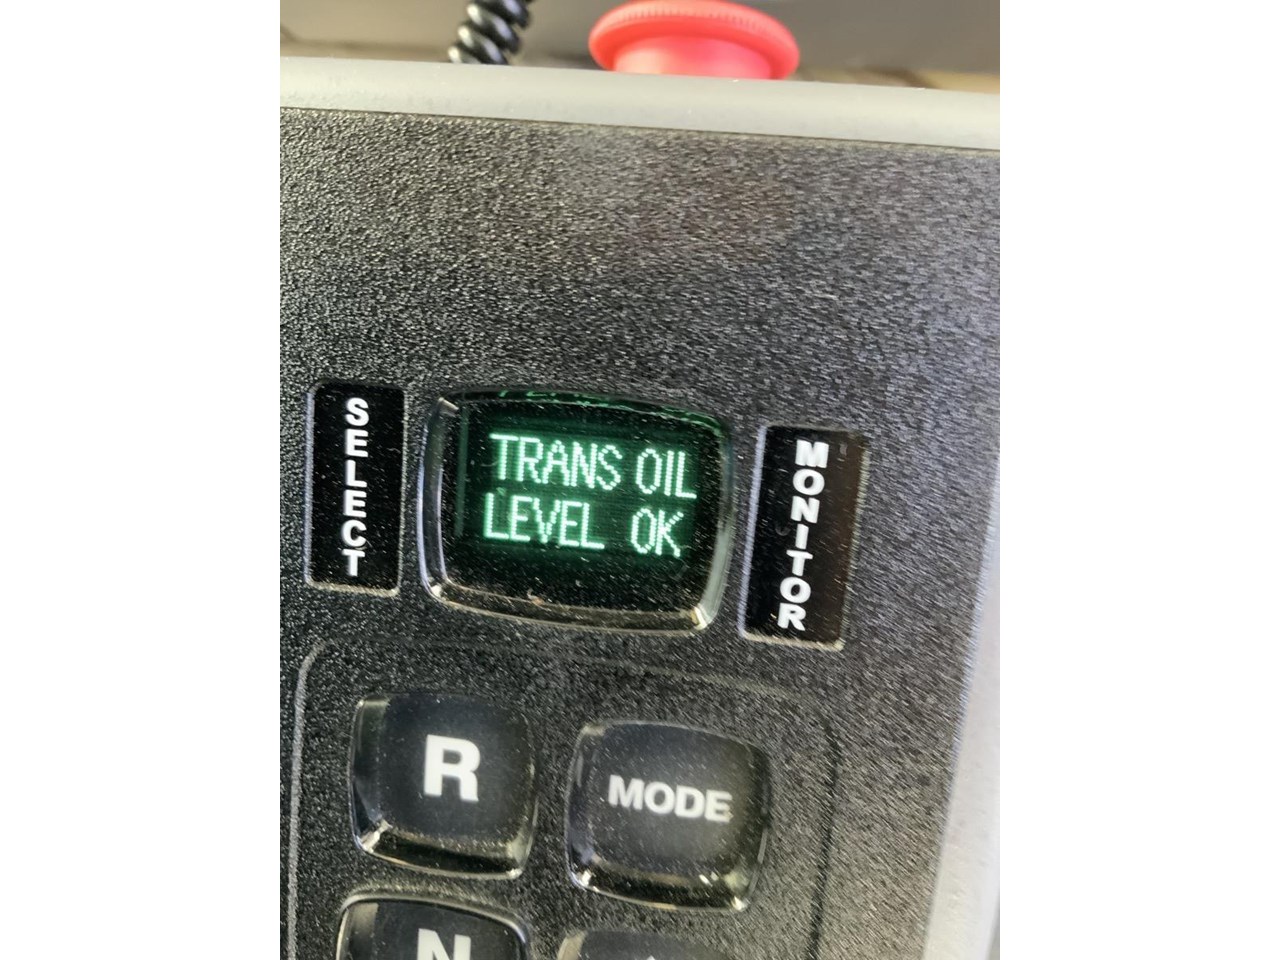 SELECT
TRANS OIL
LEVEL OK
MONITOR
R
MODE
N